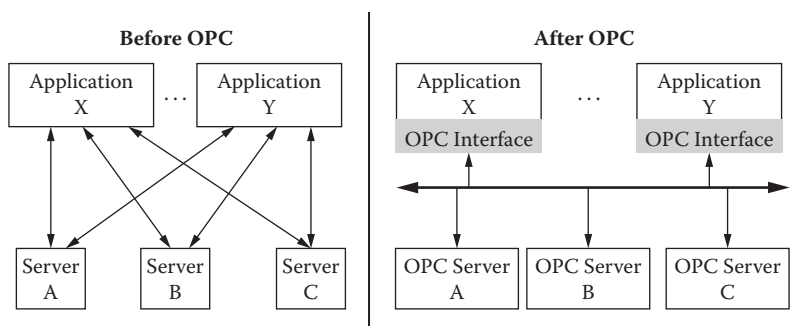 Before OPC
Application
X
...
Application
Y
Server
A
Server
B
Server
C
After OPC
Application
X
OPC Interface
...
Application
Y
OPC Interface
OPC Server
A
OPC Server
B
OPC Server
C